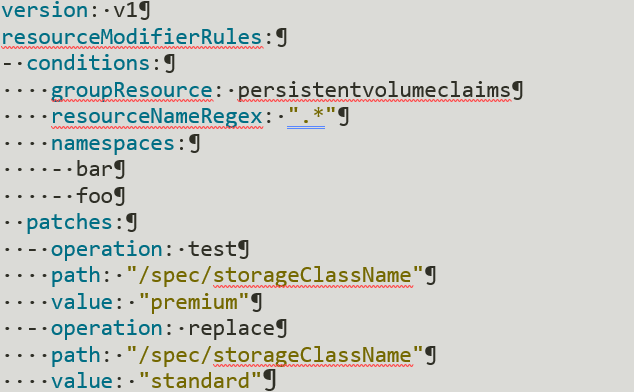 version: v1¶
resourceModifierRules:¶
-·conditions:¶
····groupResource:·persistentvolumeclaims¶
····resourceNameRegex:·".*"¶
····namespaces:¶
····-·bar¶
····-·foo¶
··patches:¶
··-·operation:·test¶
····path:·"/spec/storageClassName"¶
····value:·"premium"¶
··-·operation:·replace¶
····path:·"/spec/storageClassName"¶
····value:·"standard"¶